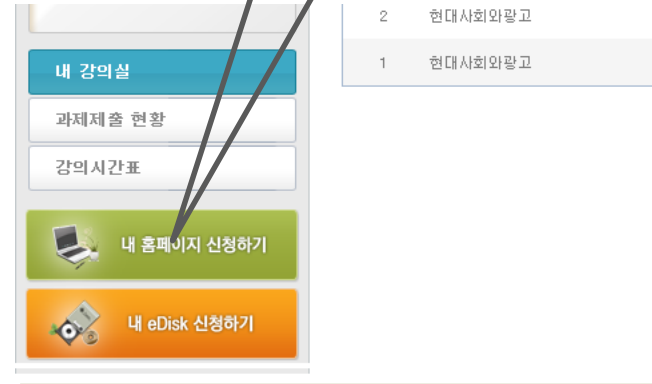 2 현대사회와광고
1 현대사회와광고
내 강의실
과제제출 현황
강의시간표
내 홈페이지 신청하기
내 eDisk 신청하기